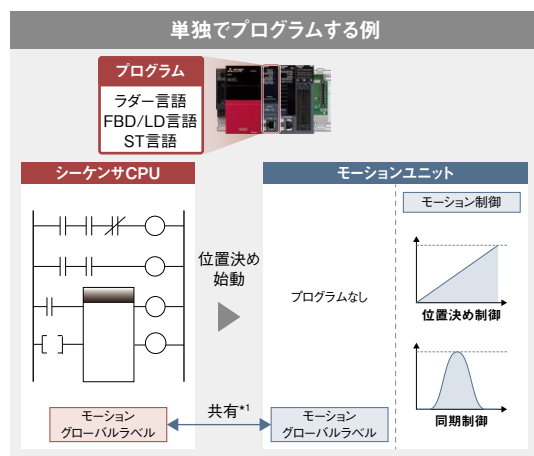 単独でプログラムする例
プログラム
ラダー言語
FBD/LD言語
ST言語
シーケンサCPU
モーションユニット
モーション制御
位置決め
始動
プログラムなし
位置決め制御
同期制御
モーション
グローバルラベル
共有*1
モーション
グローバルラベル